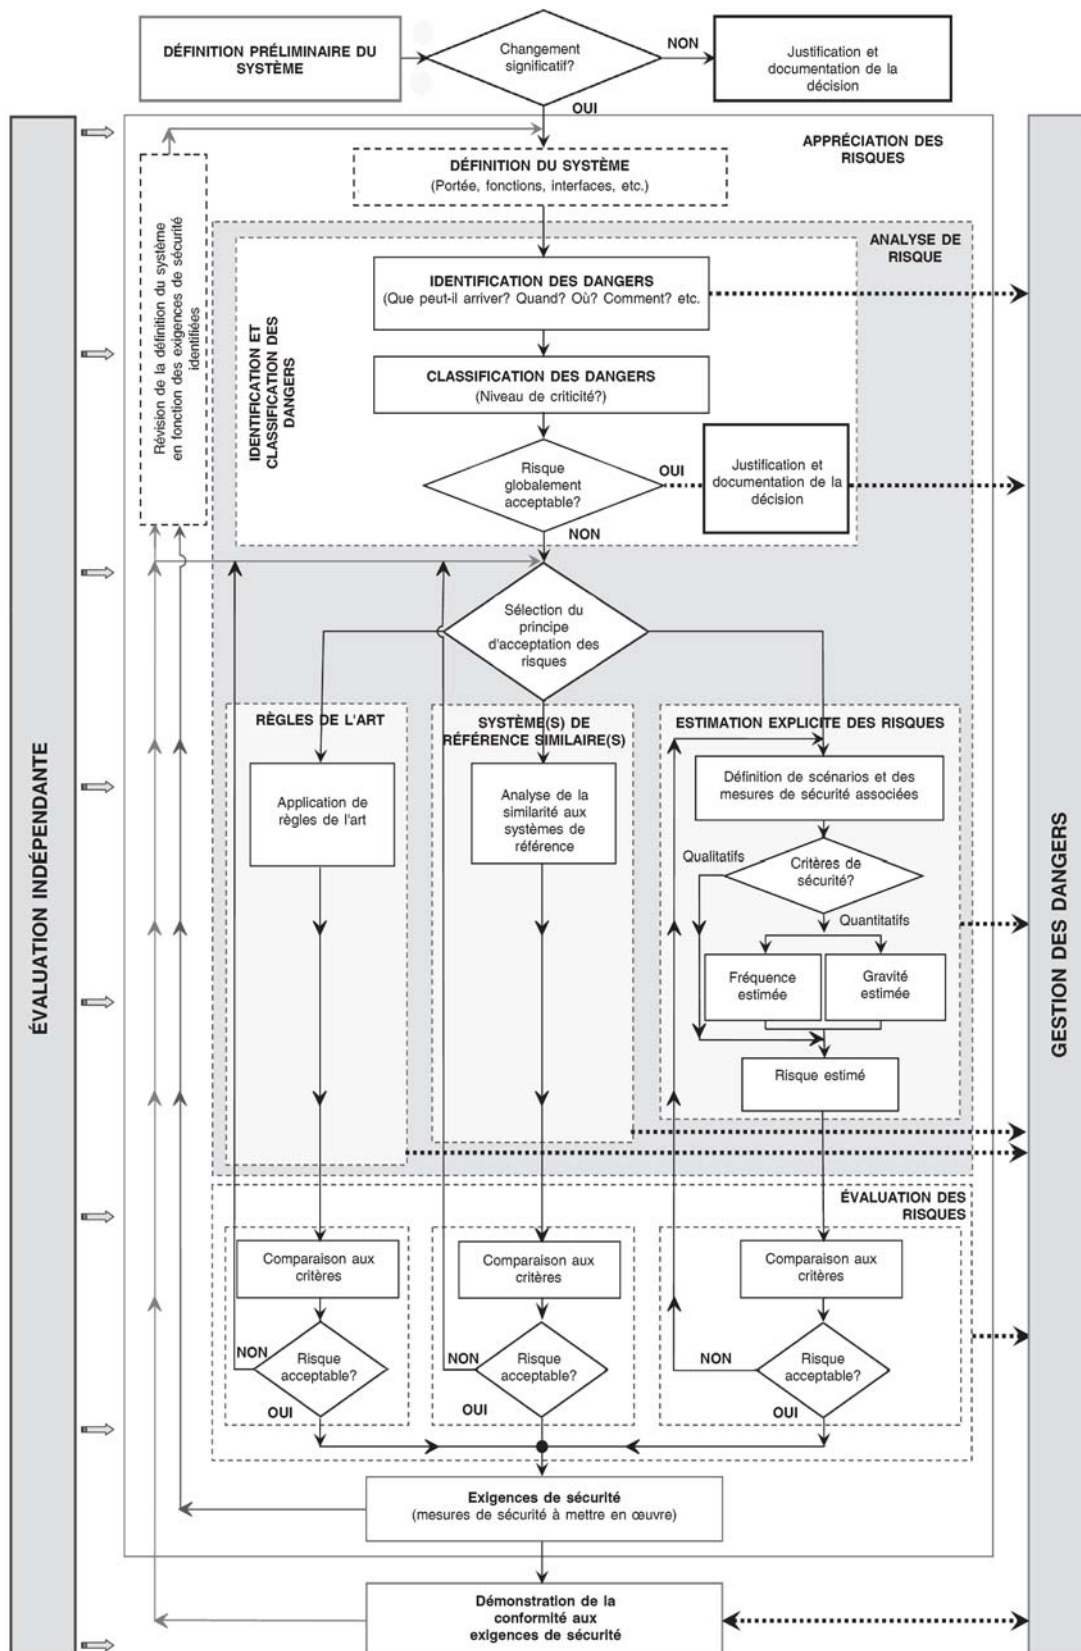 DÉFINITION PRÉLIMINAIRE DU
SYSTÈME
Changement
significatif?
NON
Justification et
documentation de la
décision
OUI
APPRÉCIATION DES
RISQUES
DÉFINITION DU SYSTÈME
(Portée, fonctions, interfaces, etc.)
Révision de la définition du système
en fonction des exigences de sécurité
identifiées
ANALYSE DE
RISQUE
IDENTIFICATION ET
CLASSIFICATION DES
DANGERS
IDENTIFICATION DES DANGERS
(Que peut-il arriver? Quand? Où? Comment? etc.
CLASSIFICATION DES DANGERS
(Niveau de criticité?)
Risque
globalement
acceptable?
OUI
Justification et
documentation de la
décision
NON
Sélection du
principe
d'acceptation des
risques
RÈGLES DE L'ART
Application de
règles de l'art
SYSTÈME(S) DE
RÉFÉRENCE SIMILAIRE(S)
Analyse de la
similarité aux
systèmes de
référence
ESTIMATION EXPLICITE DES RISQUES
Définition de scénarios et des
mesures de sécurité associées
Qualitatifs
Critères de
sécurité?
Quantitatifs
Fréquence
estimée
Gravité
estimée
Risque estimé
ÉVALUATION DES
RISQUES
Comparaison aux
critères
NON
Risque
acceptable?
OUI
Comparaison aux
critères
NON
Risque
acceptable?
OUI
Comparaison aux
critères
NON
Risque
acceptable?
OUI
Exigences de sécurité
(mesures de sécurité à mettre en œuvre)
Démonstration de la
conformité aux
exigences de sécurité
ÉVALUATION INDÉPENDANTE
GESTION DES DANGERS